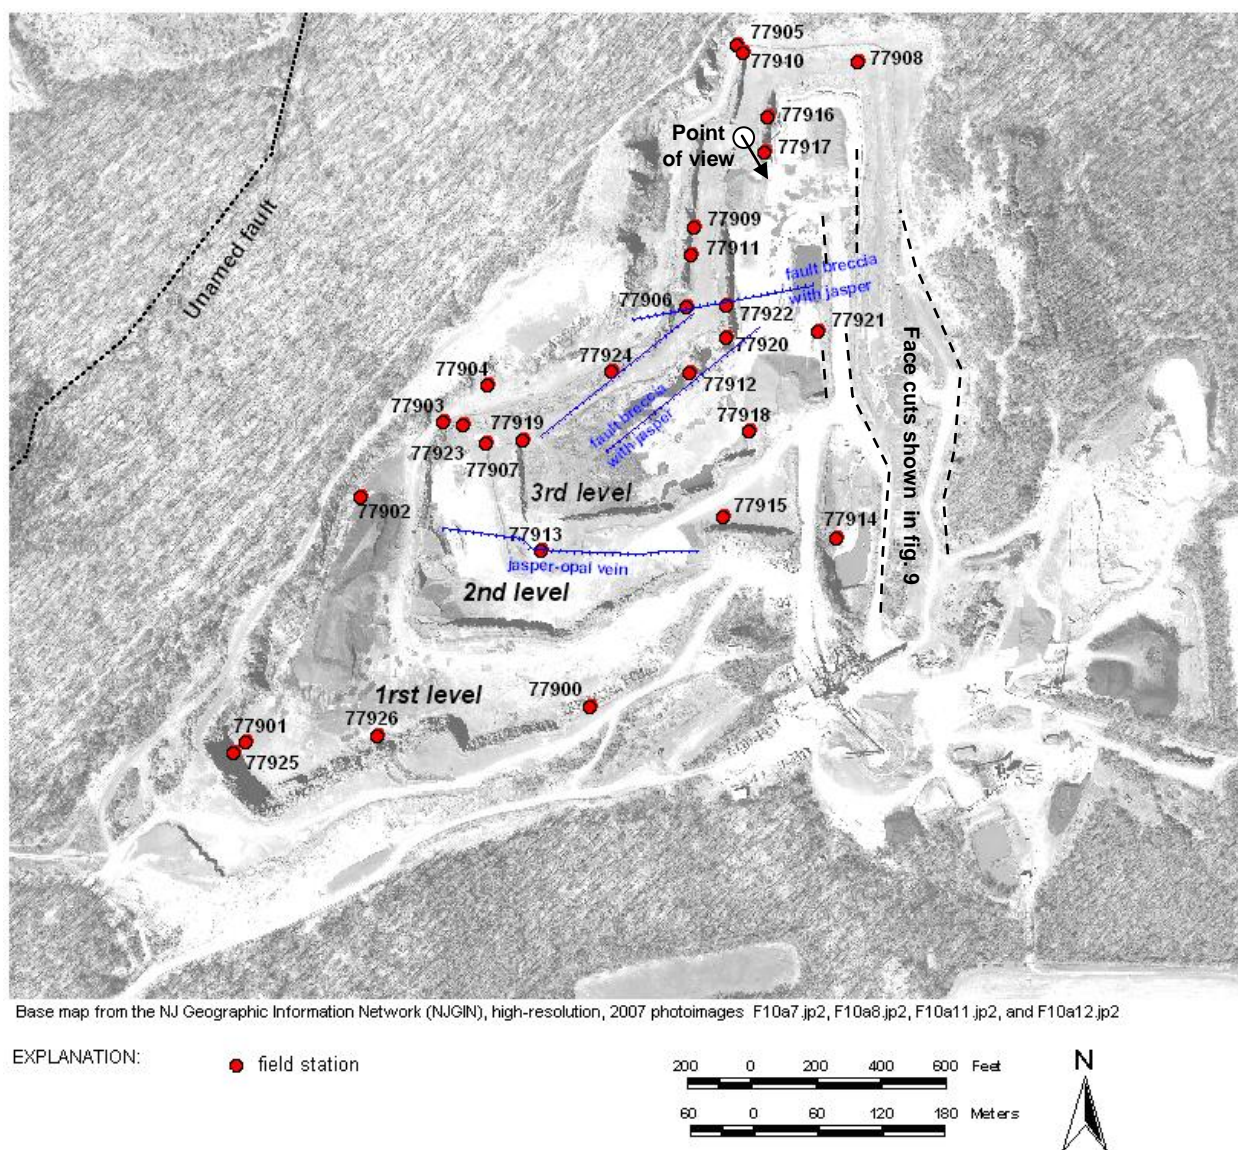 77905
77910
77908
77916
Point
of view
77917
77909
77911
fault breccia
with jasper
Unamed fault
77906
77922
77921
77920
77924
77904
77912
Face cuts shown in fig. 9
77903
77919
77918
fault breccia
with jasper
77923
77907
3rd level
77902
77915
77914
77913
jasper-opal vein
2nd level
1rst level
77900
77926
77901
77925
Base map from the NJ Geographic Information Network (NJGIN), high-resolution, 2007 photoimages F10a7.jp2, F10a8.jp2, F10a11.jp2, and F10a12.jp2
EXPLANATION:
field station
200 0 200 400 600 Feet
60 0 60 120 180 Meters
N